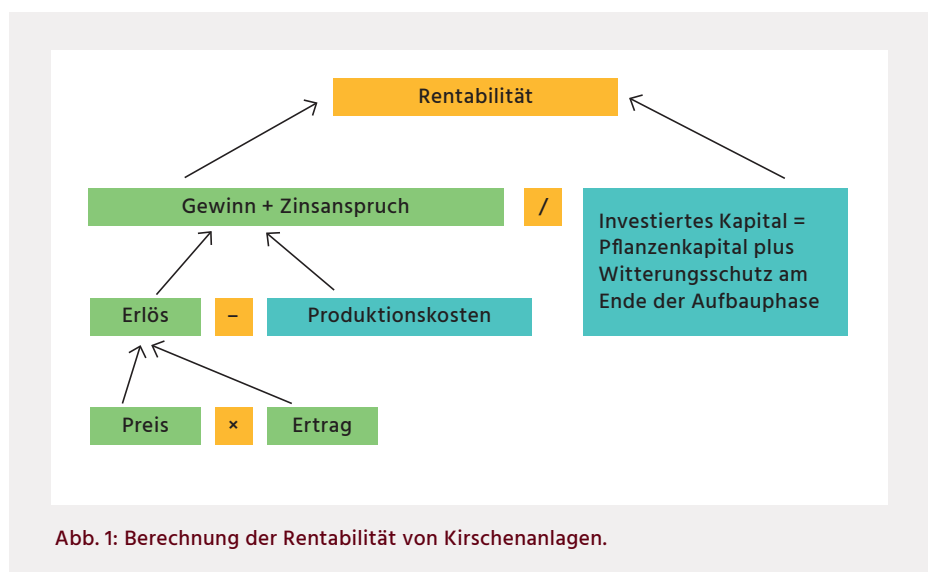 Rentabilität
Gewinn + Zinsanspruch
/
Investiertes Kapital =
Pflanzenkapital plus
Witterungsschutz am
Ende der Aufbauphase
Erlös
–
Produktionskosten
Preis
×
Ertrag
Abb. 1: Berechnung der Rentabilität von Kirschenanlagen.